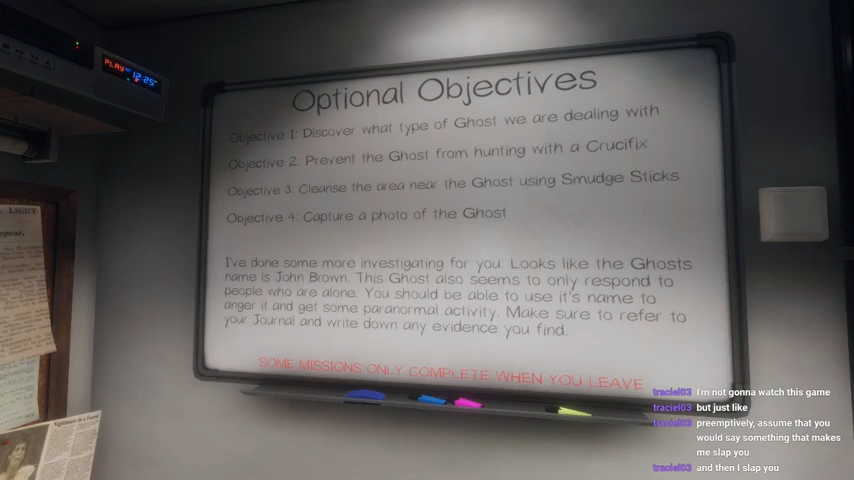 PLAY 12:25
LIGHT
appear,
Optional Objectives
Objective 1: Discover what type of Ghost we are dealing with
Objective 2: Prevent the Ghost from hunting with a Crucifix
Objective 3: Cleanse the area near the Ghost using Smudge Sticks
Objective 4: Capture a photo of the Ghost
I've done some more investigating for you. Looks like the Ghosts
name is John Brown. This Ghost also seems to only respond to
people who are alone. You should be able to use it's name to
anger it and get some paranormal activity. Make sure to refer to
your Journal and write down any evidence you find.
SOME MISSIONS ONLY COMPLETE WHEN YOU LEAVE
traciel03 I'm not gonna watch this game
traciel03 but just like
traciel03 preemptively, assume that you
would say something that makes
me slap you
traciel03 and then I slap you